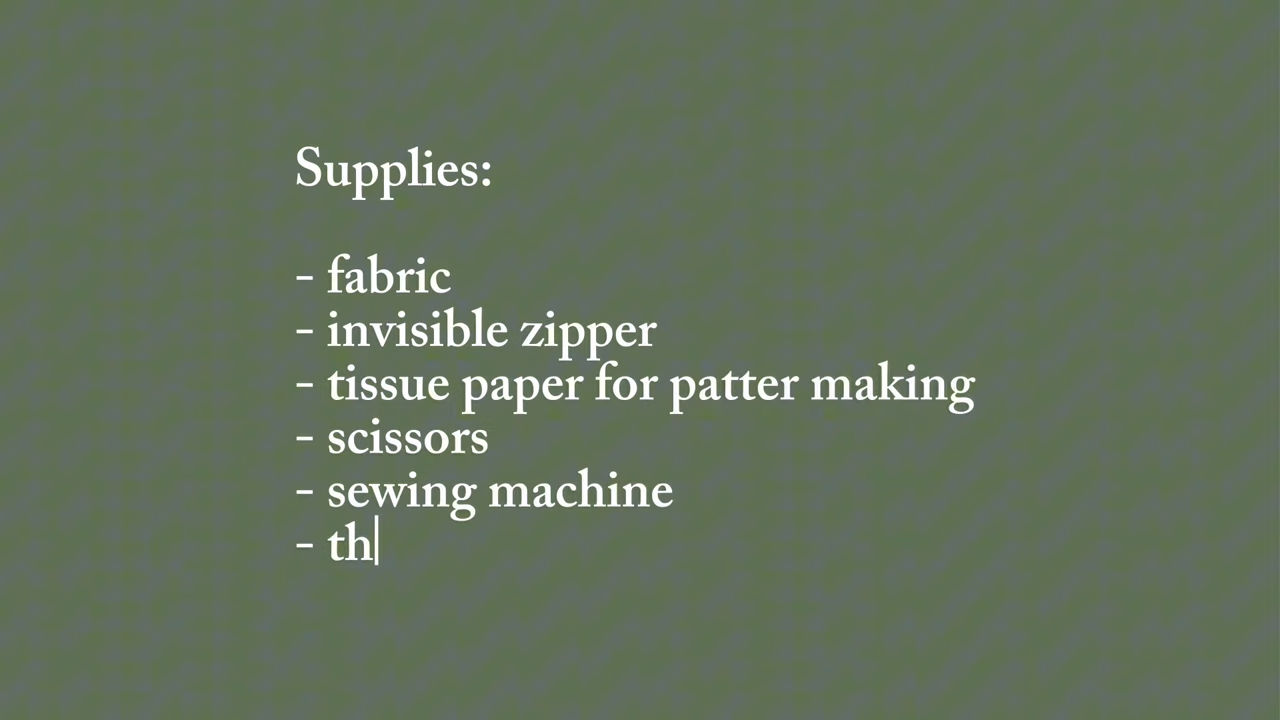 Supplies:
- fabric
- invisible zipper
- tissue paper for patter making
- scissors
- sewing machine
- th